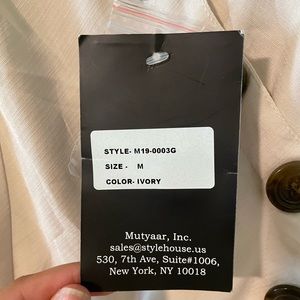 STYLE- M19-0003G
SIZE - M
COLOR- IVORY
Mutyaar, Inc.
sales@stylehouse.us
530, 7th Ave, Suite#1006,
New York, NY 10018